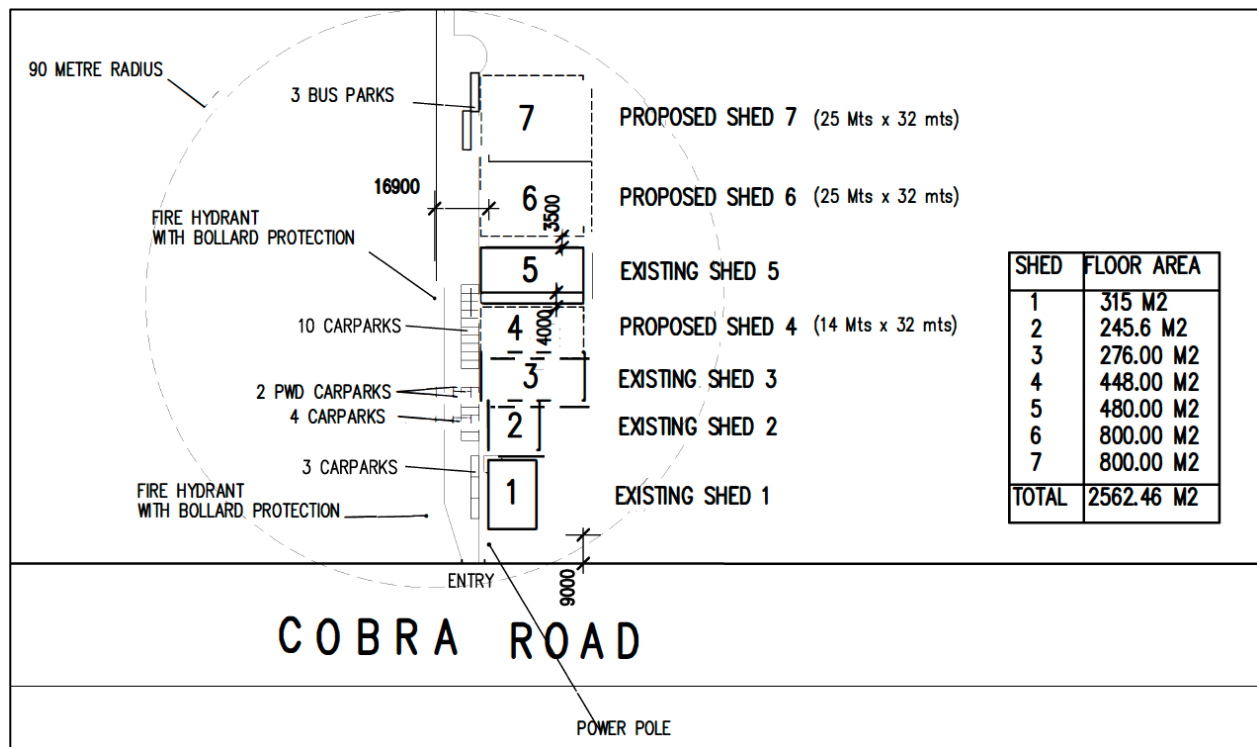 90 METRE RADIUS
3 BUS PARKS
7
PROPOSED SHED 7 (25 Mts x 32 mts)
16900
6
PROPOSED SHED 6 (25 Mts x 32 mts)
3500
FIRE HYDRANT
WITH BOLLARD PROTECTION
5
EXISTING SHED 5
10 CARPARKS
4
4000
PROPOSED SHED 4 (14 Mts x 32 mts)
2 PWD CARPARKS
3
EXISTING SHED 3
4 CARPARKS
2
EXISTING SHED 2
3 CARPARKS
1
EXISTING SHED 1
FIRE HYDRANT
WITH BOLLARD PROTECTION
SHED FLOOR AREA
1 315 M2
2 245.6 M2
3 276.00 M2
4 448.00 M2
5 480.00 M2
6 800.00 M2
7 800.00 M2
TOTAL 2562.46 M2
ENTRY
9000
COBRA ROAD
POWER POLE